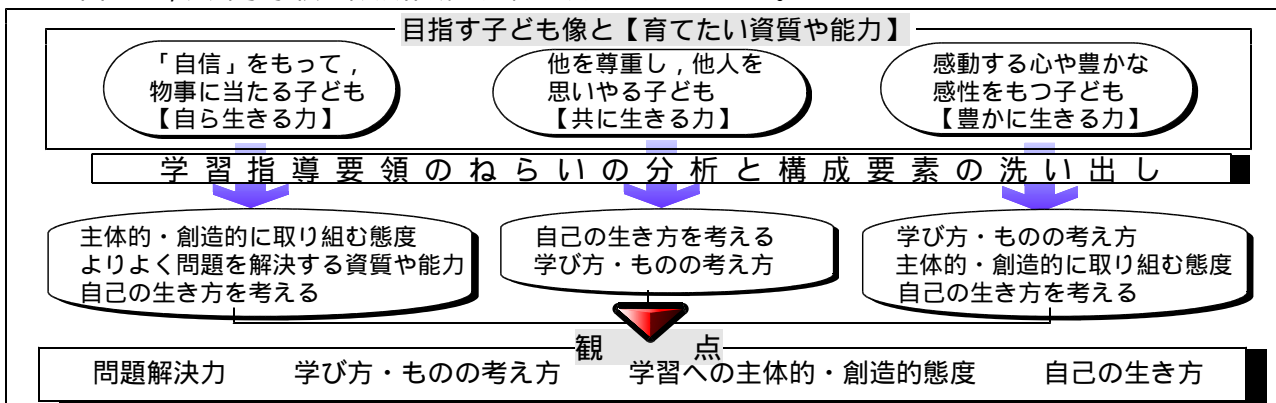 目指す子ども像と【育てたい資質や能力】
「自信」をもって,
物事に当たる子ども
【自ら生きる力】
他を尊重し,他人を
思いやる子ども
【共に生きる力】
感動する心や豊かな
感性をもつ子ども
【豊かに生きる力】
学習指導要領のねらいの分析と構成要素の洗い出し
主体的・創造的に取り組む態度
よりよく問題を解決する資質や能力
自己の生き方を考える
自己の生き方を考える
学び方・ものの考え方
学び方・ものの考え方
主体的・創造的に取り組む態度
自己の生き方を考える
観 点
問題解決力 学び方・ものの考え方 学習への主体的・創造的態度 自己の生き方